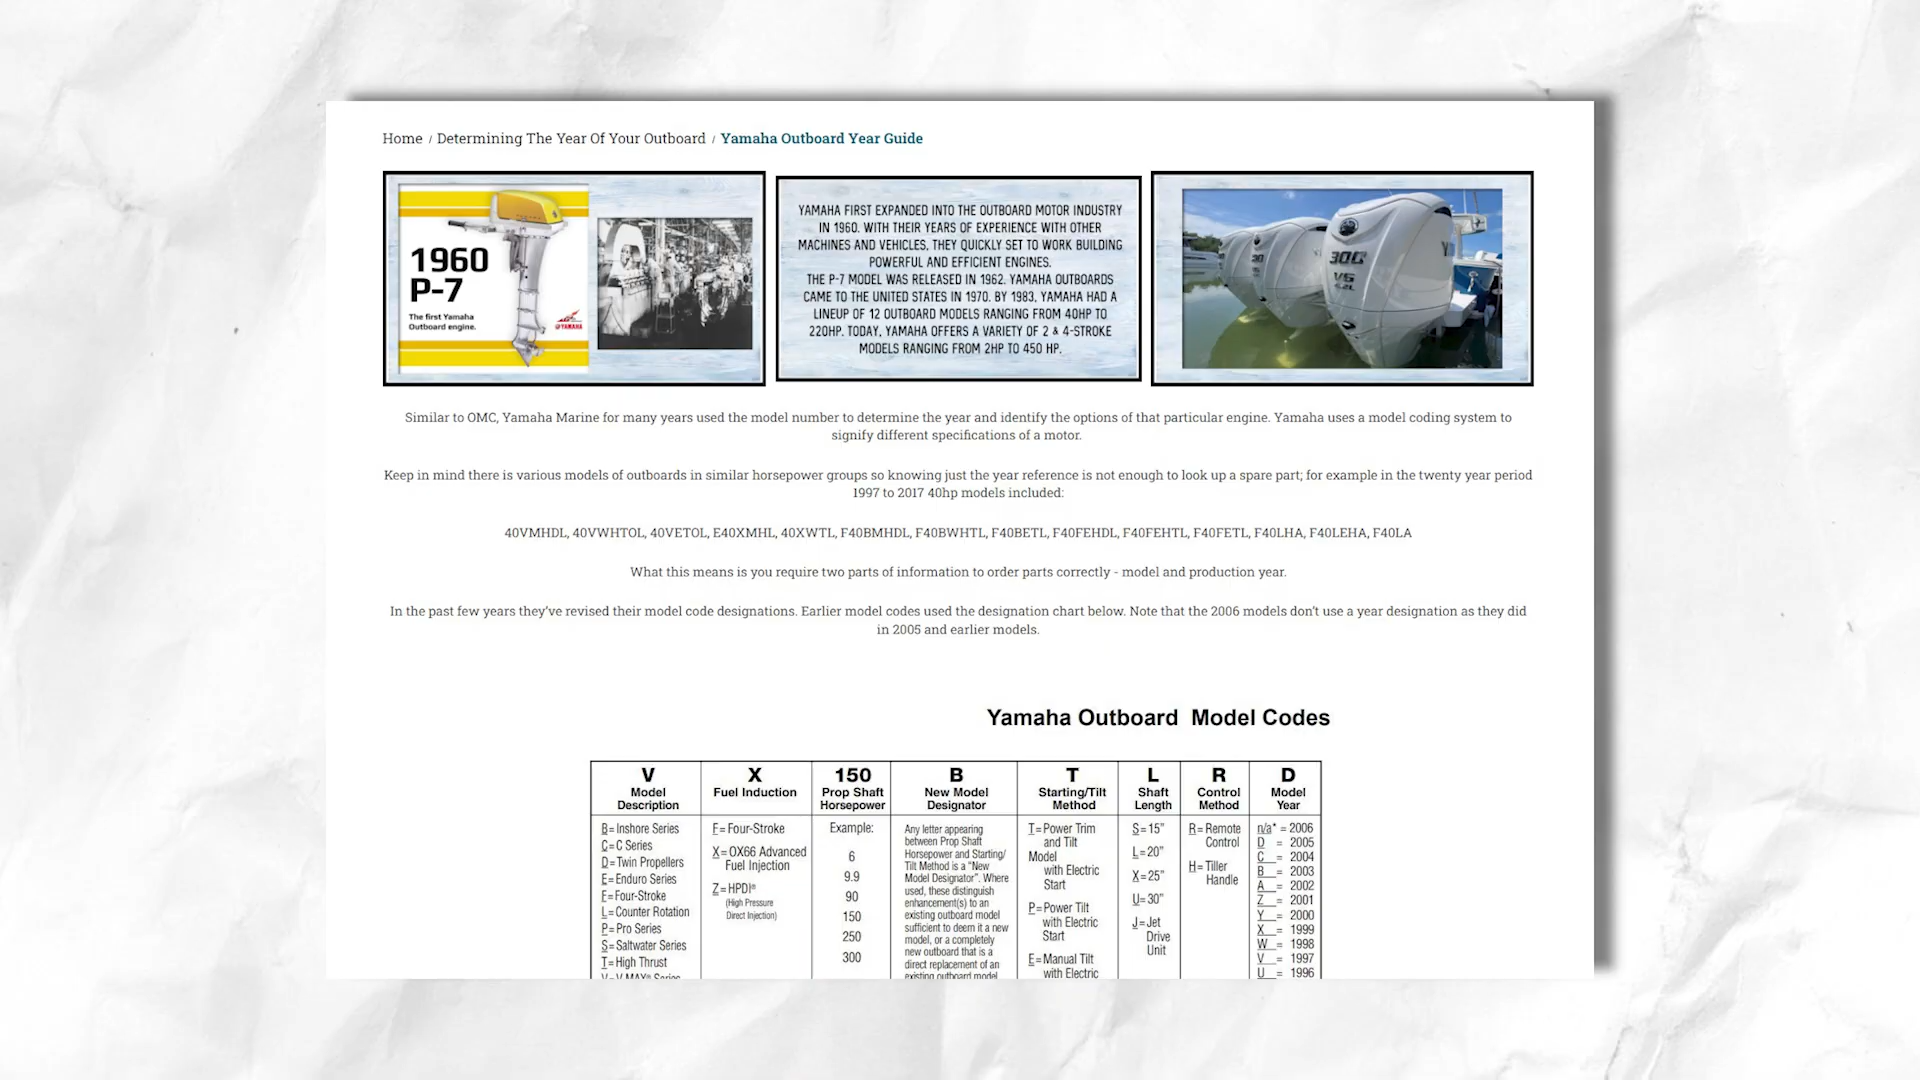 Home / Determining The Year Of Your Outboard / Yamaha Outboard Year Guide
1960
P-7
The first Yamaha
Outboard engine.
YAMAHA
YAMAHA FIRST EXPANDED INTO THE OUTBOARD MOTOR INDUSTRY
IN 1960. WITH THEIR YEARS OF EXPERIENCE WITH OTHER
MACHINES AND VEHICLES, THEY QUICKLY SET TO WORK BUILDING
POWERFUL AND EFFICIENT ENGINES.
THE P-7 MODEL WAS RELEASED IN 1962. YAMAHA OUTBOARDS
CAME TO THE UNITED STATES IN 1970. BY 1983, YAMAHA HAD A
LINEUP OF 12 OUTBOARD MODELS RANGING FROM 40HP TO
220HP. TODAY, YAMAHA OFFERS A VARIETY OF 2 & 4-STROKE
MODELS RANGING FROM 2HP TO 450 HP.
300
V6
4.2L
Similar to OMC, Yamaha Marine for many years used the model number to determine the year and identify the options of that particular engine. Yamaha uses a model coding system to
signify different specifications of a motor.
Keep in mind there is various models of outboards in similar horsepower groups so knowing just the year reference is not enough to look up a spare part; for example in the twenty year period
1997 to 2017 40hp models included:
40VMHDL, 40VWHTOL, 40VETOL, E40XMHL, 40XWTL, F40BMHDL, F40BWHTL, F40BETL, F40FEHDL, F40FEHTL, F40FETL, F40LHA, F40LEHA, F40LA
What this means is you require two parts of information to order parts correctly - model and production year.
In the past few years they've revised their model code designations. Earlier model codes used the designation chart below. Note that the 2006 models don't use a year designation as they did
in 2005 and earlier models.
Yamaha Outboard Model Codes
V
Model
Description
B=Inshore Series
C=C Series
D=Twin Propellers
E=Enduro Series
F=Four-Stroke
L=Counter Rotation
P=Pro Series
S=Saltwater Series
T=High Thrust
V=V MAX® Series
X
Fuel Induction
F=Four-Stroke
X=OX66 Advanced
Fuel Injection
Z=HPDI®
(High Pressure
Direct Injection)
150
Prop Shaft
Horsepower
Example:
6
9.9
90
150
250
300
B
New Model
Designator
Any letter appearing
between Prop Shaft
Horsepower and Starting/
Tilt Method is a "New
Model Designator". Where
used, these distinguish
enhancement(s) to an
existing outboard model
sufficient to deem it a new
model, or a completely
new outboard that is a
direct replacement of an
existing outboard model
T
Starting/Tilt
Method
T=Power Trim
and Tilt
Model
with Electric
Start
P=Power Tilt
with Electric
Start
E=Manual Tilt
with Electric
L
Shaft
Length
S=15"
L=20"
X=25"
U=30"
J=Jet
Drive
Unit
R
Control
Method
R=Remote
Control
H=Tiller
Handle
D
Model
Year
n/a* = 2006
D = 2005
C = 2004
B = 2003
A = 2002
Z = 2001
Y = 2000
X = 1999
W = 1998
V = 1997
U = 1996